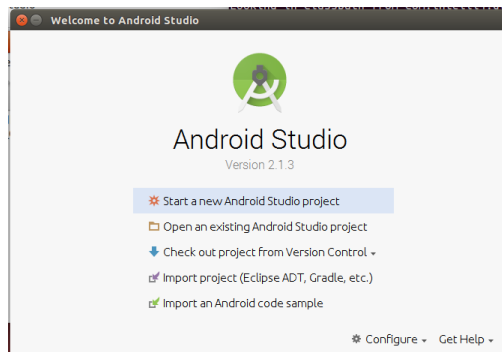 Welcome to Android Studio
Android Studio
Version 2.1.3
Start a new Android Studio project
Open an existing Android Studio project
Check out project from Version Control
Import project (Eclipse ADT, Gradle, etc.)
Import an Android code sample
Configure Get Help